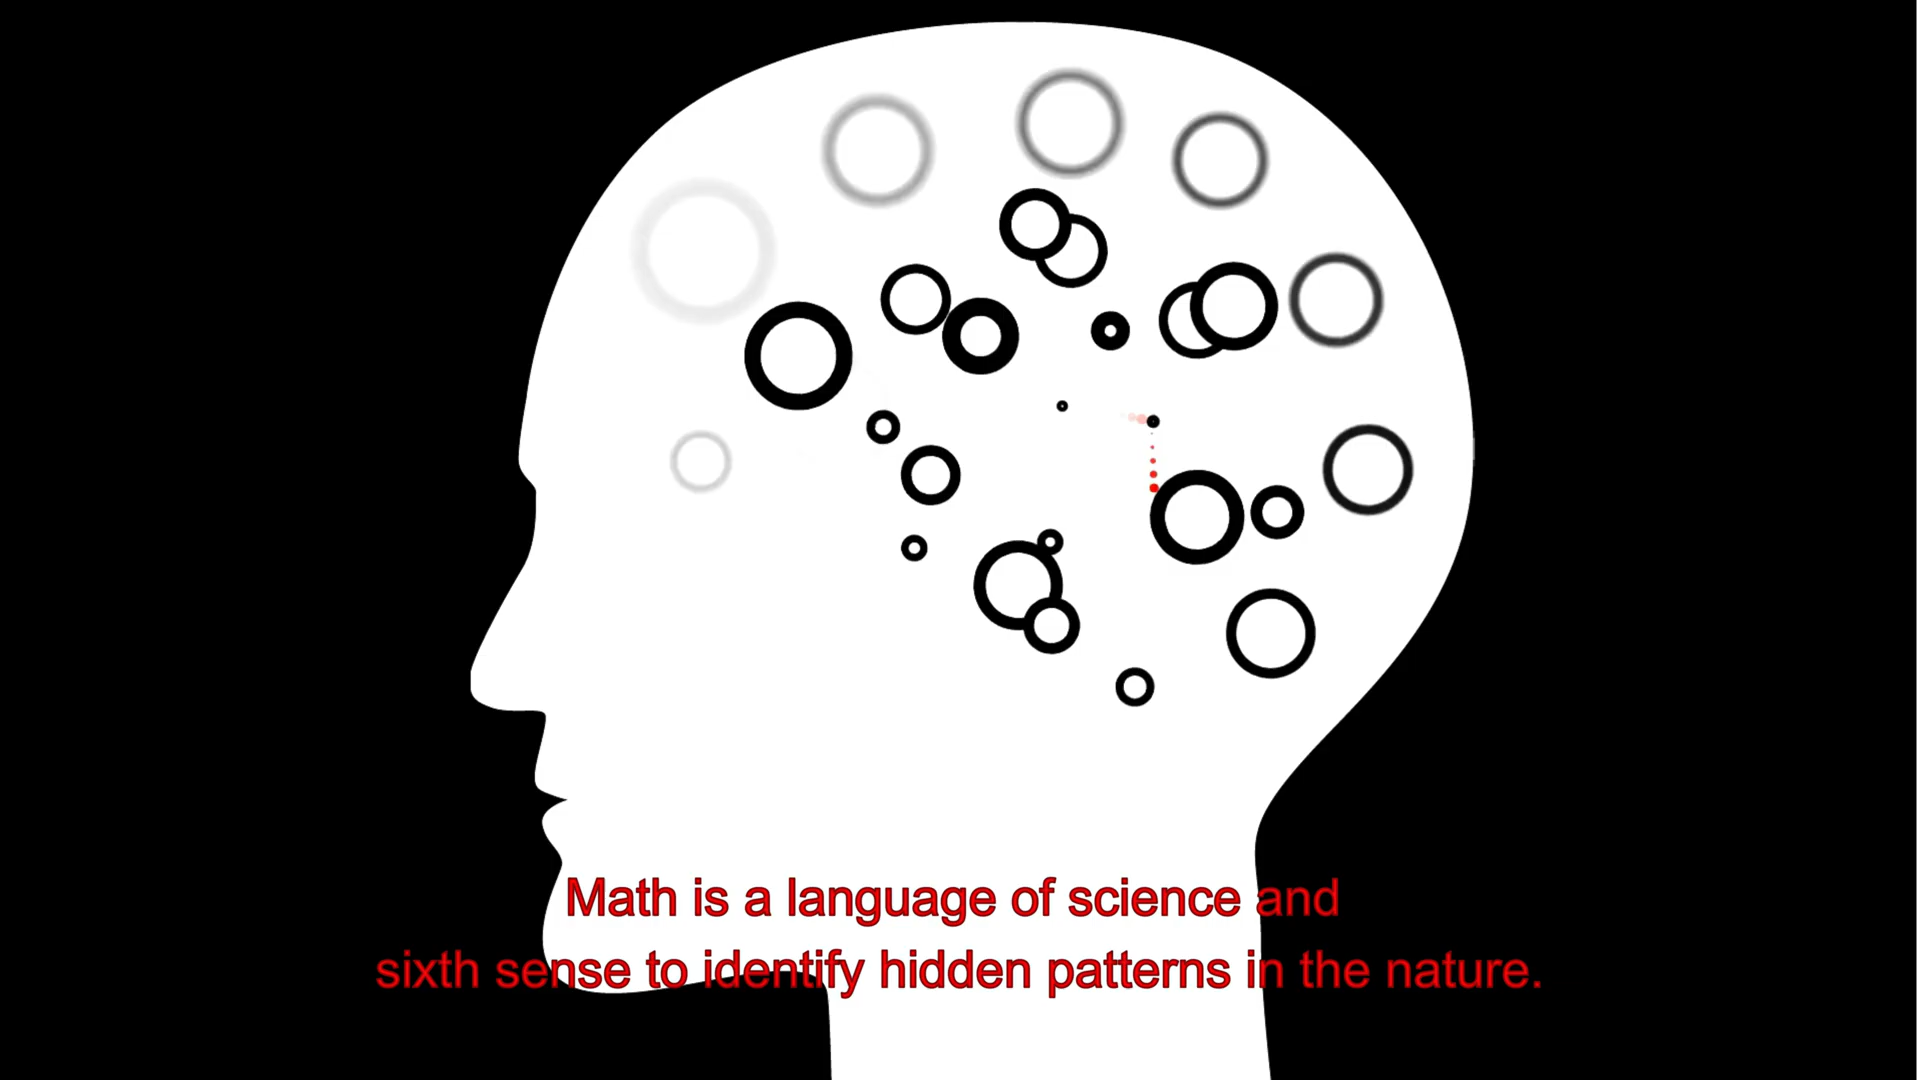 Math is a language of science and
sixth sense to identify hidden patterns in the nature.